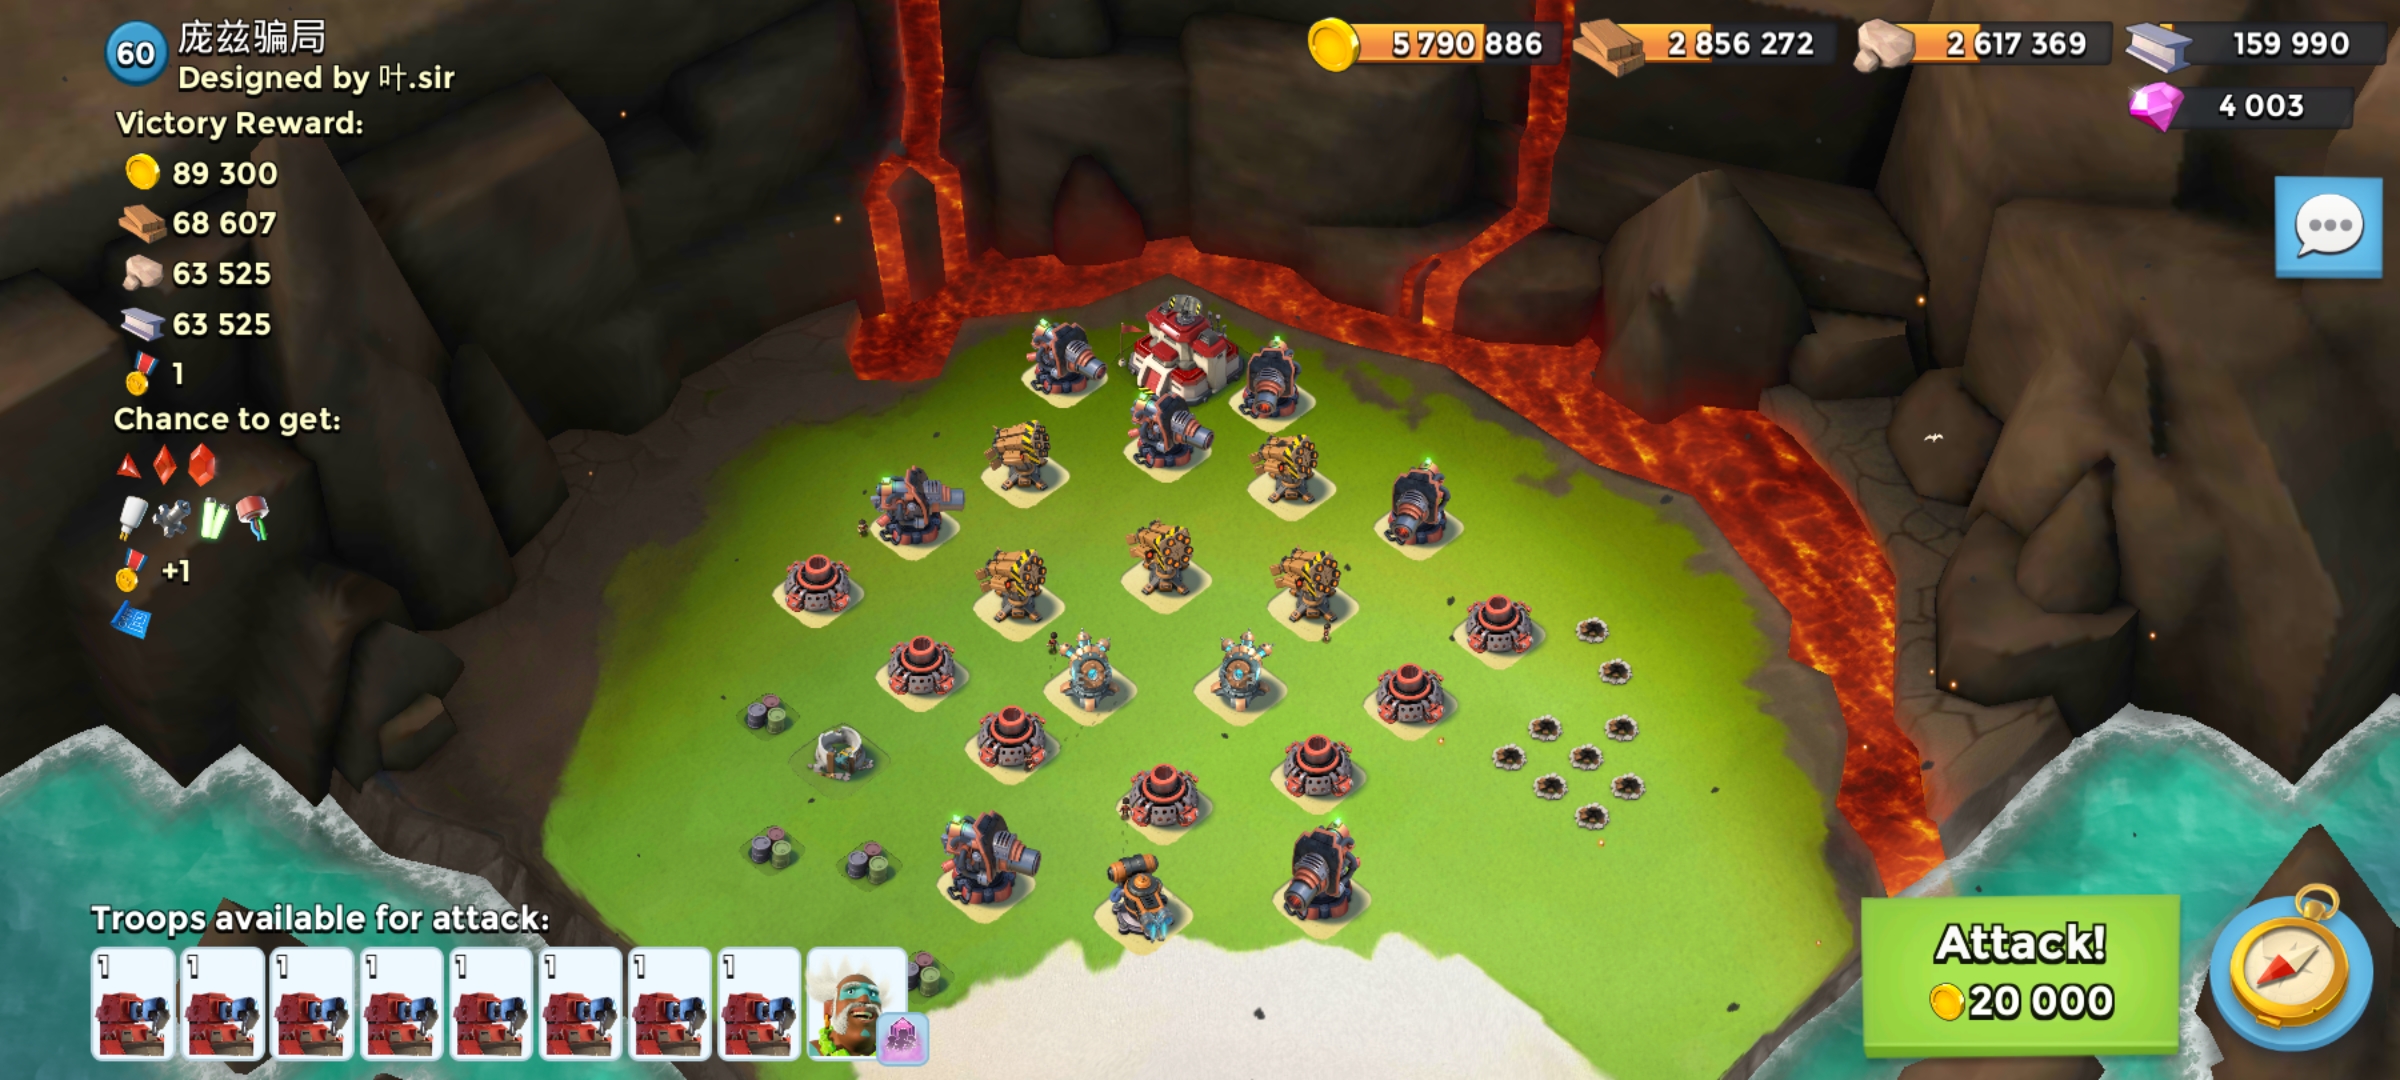 60
庞兹骗局
Designed by 叶.sir
Victory Reward:
89 300
68 607
63 525
63 525
1
Chance to get:
+1
5 790 886
2 856 272
2 617 369
159 990
4 003
Troops available for attack:
1 1 1 1 1 1 1 1
Attack!
20 000